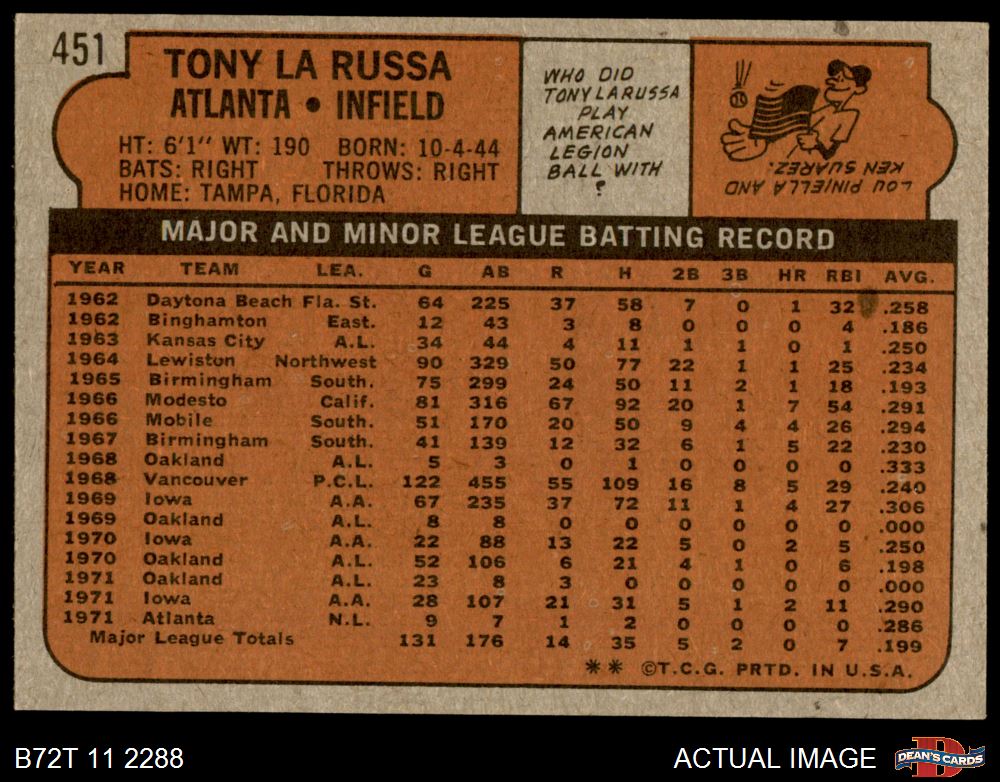 451
TONY LA RUSSA
ATLANTA • INFIELD
HT: 6'1" WT: 190 BORN: 10-4-44
BATS: RIGHT THROWS: RIGHT
HOME: TAMPA, FLORIDA
WHO DID
TONY LARUSSA
PLAY
AMERICAN
LEGION
BALL WITH
?
LOU PINIELLA AND
KEN SUAREZ.
MAJOR AND MINOR LEAGUE BATTING RECORD
YEAR TEAM LEA. G AB R H 2B 3B HR RBI AVG.
1962 Daytona Beach Fla. St. 64 225 37 58 7 0 1 32 .258
1962 Binghamton East. 12 43 3 8 0 0 0 4 .186
1963 Kansas City A.L. 34 44 4 11 1 1 0 1 .250
1964 Lewiston Northwest 90 329 50 77 22 1 1 25 .234
1965 Birmingham South. 75 299 24 50 11 2 1 18 .193
1966 Modesto Calif. 81 316 67 92 20 1 7 54 .291
1966 Mobile South. 51 170 20 50 9 4 4 26 .294
1967 Birmingham South. 41 139 12 32 6 1 5 22 .230
1968 Oakland A.L. 5 3 0 1 0 0 0 0 .333
1968 Vancouver P.C.L. 122 455 55 109 16 8 5 29 .240
1969 Iowa A.A. 67 235 37 72 11 1 4 27 .306
1969 Oakland A.L. 8 8 0 0 0 0 0 0 .000
1970 Iowa A.A. 22 88 13 22 5 0 2 5 .250
1970 Oakland A.L. 52 106 6 21 4 1 0 6 .198
1971 Oakland A.L. 23 8 3 0 0 0 0 0 .000
1971 Iowa A.A. 28 107 21 31 5 1 2 11 .290
1971 Atlanta N.L. 9 7 1 2 0 0 0 0 .286
Major League Totals 131 176 14 35 5 2 0 7 .199
** ©T.C.G. PRTD. IN U.S.A.
B72T 11 2288
ACTUAL IMAGE
DEAN'S CARDS